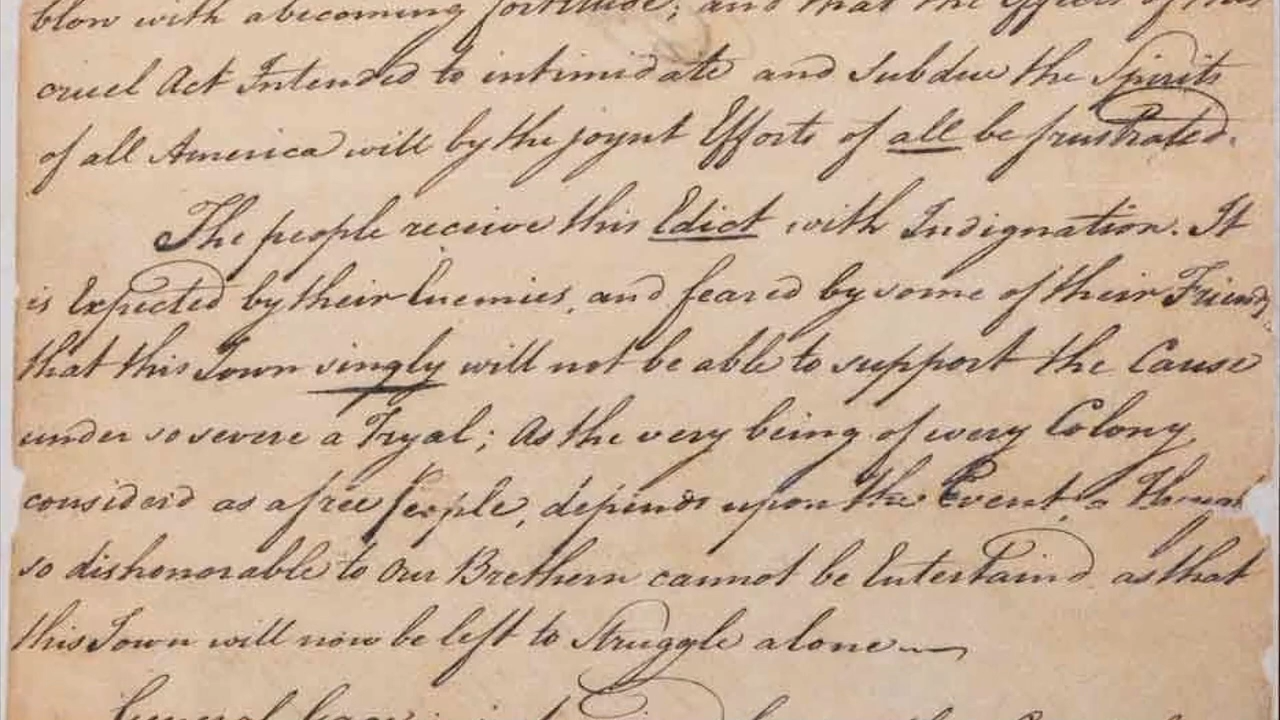 blow with a becoming fortitude; and that the Effects of this
cruel Act Intended to intimidate and Subdue the Spirits
of all America will by the joynt Efforts of all be frustrated.
The people receive this Edict with Indignation. It
is Expected by their Enemies, and feared by some of their Friends,
that this Town singly will not be able to support the Cause
under so severe a Tryal; As the very being of every Colony,
considerd as a free People, depends upon the Event, a Thought
so dishonorable to our Brethern cannot be Entertaind as that
this Town will now be left to Struggle alone
General Gage